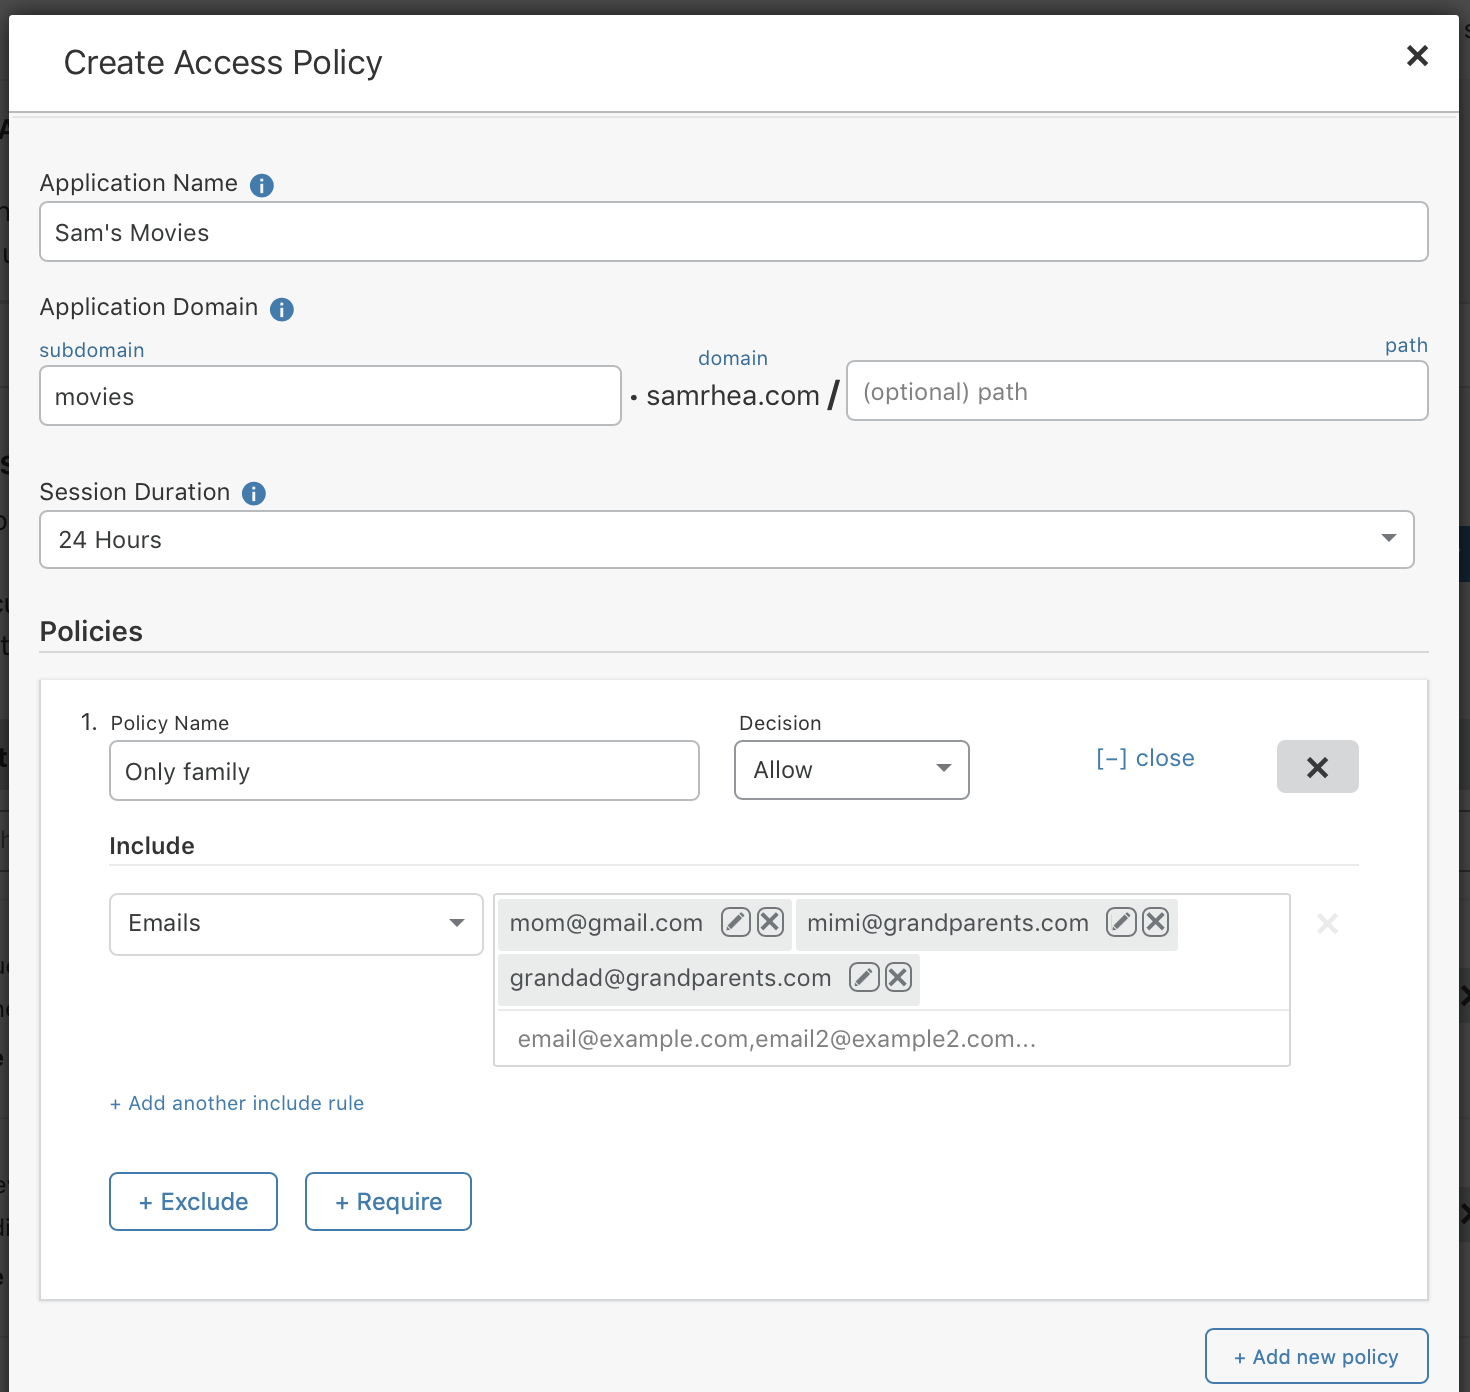 Create Access Policy
Application Name
Sam's Movies
Application Domain
subdomain
domain
path
movies
• samrhea.com /
(optional) path
Session Duration
24 Hours
Policies
1. Policy Name
Decision
Only family
Allow
[−] close
Include
Emails
mom@gmail.com
mimi@grandparents.com
grandad@grandparents.com
email@example.com,email2@example2.com...
+ Add another include rule
+ Exclude
+ Require
+ Add new policy